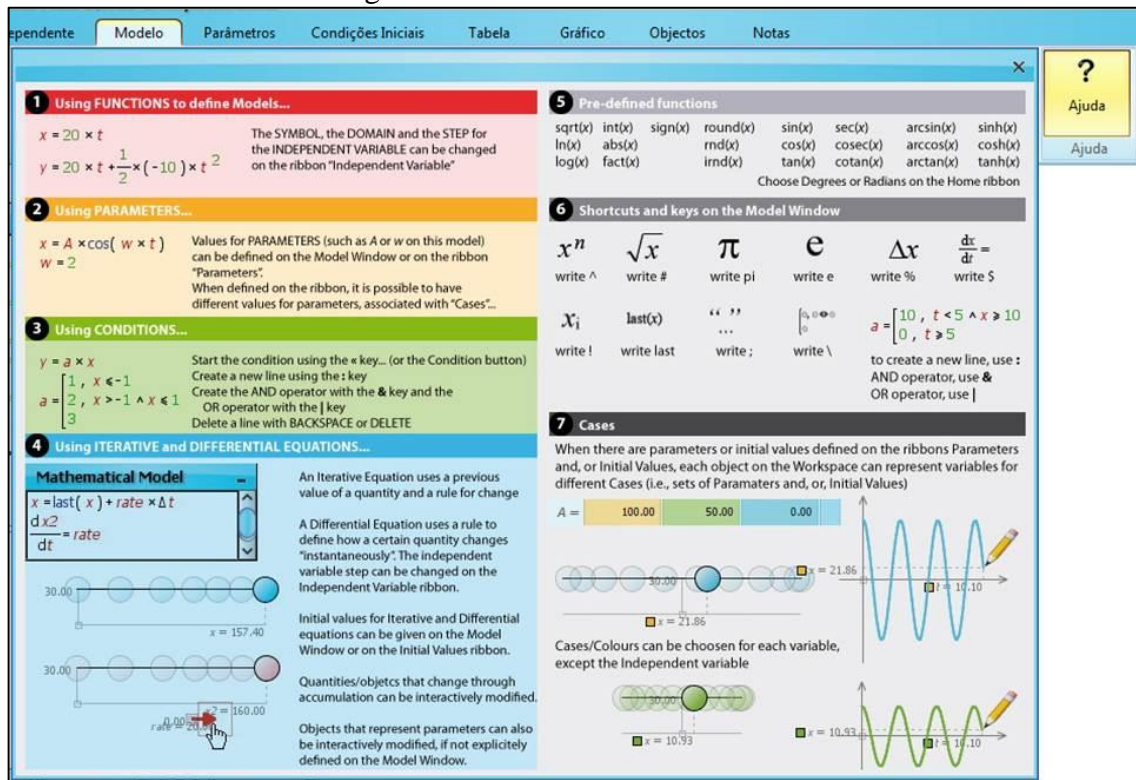 ependente Modelo Parâmetros Condições Iniciais Tabela Gráfico Objectos Notas
?
Ajuda
Ajuda
×
1 Using FUNCTIONS to define Models...
x = 20 × t
y = 20 × t + 1/2 × (-10) × t ²
The SYMBOL, the DOMAIN and the STEP for
the INDEPENDENT VARIABLE can be changed
on the ribbon "Independent Variable"
2 Using PARAMETERS...
x = A × cos( w × t )
w = 2
Values for PARAMETERS (such as A or w on this model)
can be defined on the Model Window or on the ribbon
"Parameters".
When defined on the ribbon, it is possible to have
different values for parameters, associated with "Cases"...
3 Using CONDITIONS...
y = a × x
a = [1 , x ⩽ -1
2 , x > -1 ∧ x ⩽ 1
3
Start the condition using the « key... (or the Condition button)
Create a new line using the : key
Create the AND operator with the & key and the
OR operator with the | key
Delete a line with BACKSPACE or DELETE
4 Using ITERATIVE and DIFFERENTIAL EQUATIONS...
Mathematical Model
x = last( x ) + rate × Δt
dx2/dt = rate
30.00
x = 157.40
30.00
x2 = 160.00
An Iterative Equation uses a previous
value of a quantity and a rule for change
A Differential Equation uses a rule to
define how a certain quantity changes
"instantaneously". The independent
variable step can be changed on the
Independent Variable ribbon.
Initial values for Iterative and Differential
equations can be given on the Model
Window or on the Initial Values ribbon.
Quantities/objetcs that change through
accumulation can be interactively modified.
Objects that represent parameters can also
be interactively modified, if not explicitely
defined on the Model Window.
5 Pre-defined functions
sqrt(x) int(x) sign(x) round(x) sin(x) sec(x) arcsin(x) sinh(x)
ln(x) abs(x) rnd(x) cos(x) cosec(x) arccos(x) cosh(x)
log(x) fact(x) irnd(x) tan(x) cotan(x) arctan(x) tanh(x)
Choose Degrees or Radians on the Home ribbon
6 Shortcuts and keys on the Model Window
xⁿ √x π e Δx dx/dt =
write ^ write # write pi write e write % write $
xᵢ last(x) “ ” ...
write ! write last write ; write \
a = [10 , t < 5 ∧ x ⩾ 10
0 , t ⩾ 5
to create a new line, use :
AND operator, use &
OR operator, use |
7 Cases
When there are parameters or initial values defined on the ribbons Parameters
and, or Initial Values, each object on the Workspace can represent variables for
different Cases (i.e., sets of Paramaters and, or, Initial Values)
A = 100.00 50.00 0.00
30.00
x = 21.86
x = 21.86
t = 10.10
Cases/Colours can be choosen for each variable,
except the Independent variable
30.00
x = 10.93
x = 10.93
t = 10.10